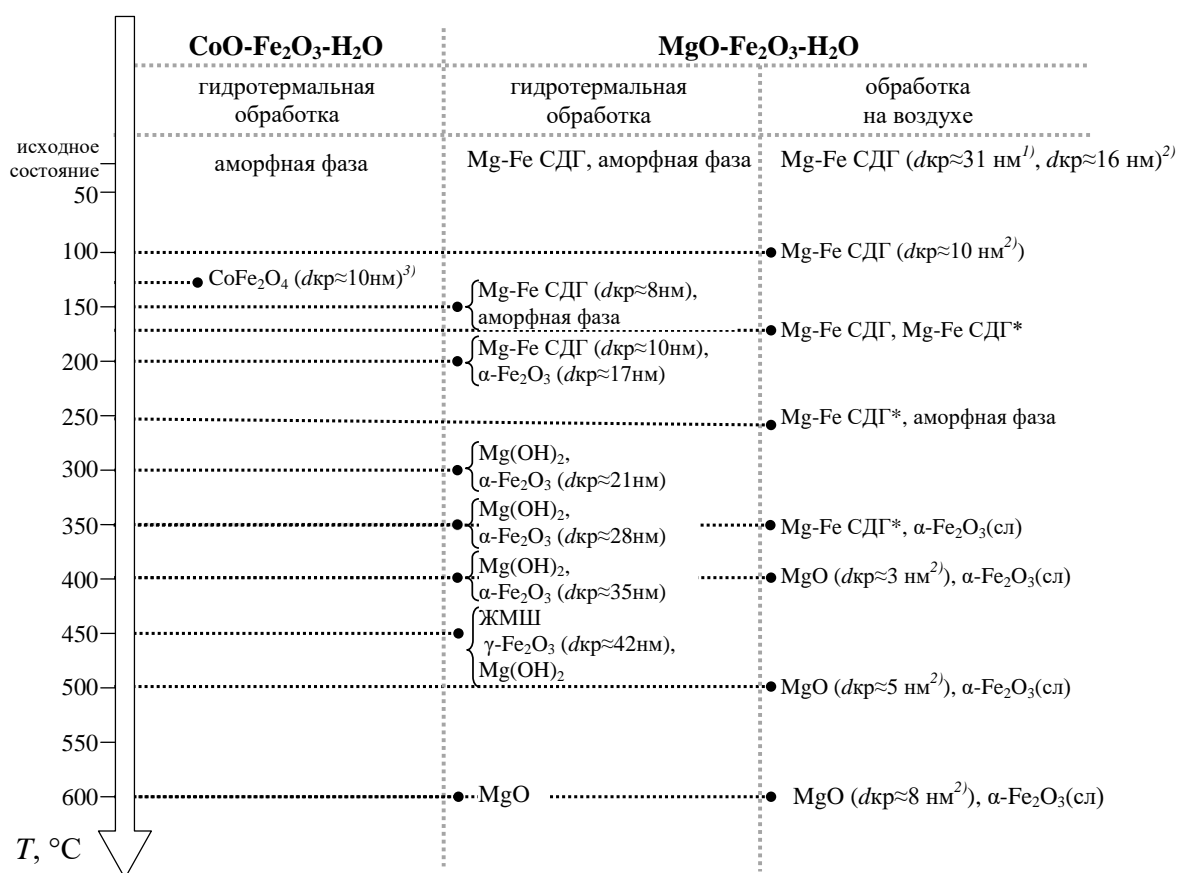 CoO-Fe₂O₃-H₂O MgO-Fe₂O₃-H₂O
гидротермальная гидротермальная обработка
обработка обработка на воздухе
исходное
состояние
аморфная фаза Mg-Fe СДГ, аморфная фаза Mg-Fe СДГ (dкр≈31 нм¹⁾, dкр≈16 нм)²⁾
50
100 Mg-Fe СДГ (dкр≈10 нм²⁾)
CoFe₂O₄ (dкр≈10нм)³⁾
150 Mg-Fe СДГ (dкр≈8нм),
аморфная фаза
Mg-Fe СДГ, Mg-Fe СДГ*
200 Mg-Fe СДГ (dкр≈10нм),
α-Fe₂O₃ (dкр≈17нм)
250 Mg-Fe СДГ*, аморфная фаза
300 Mg(OH)₂,
α-Fe₂O₃ (dкр≈21нм)
350 Mg(OH)₂,
α-Fe₂O₃ (dкр≈28нм)
Mg-Fe СДГ*, α-Fe₂O₃(сл)
400 Mg(OH)₂,
α-Fe₂O₃ (dкр≈35нм)
MgO (dкр≈3 нм²⁾), α-Fe₂O₃(сл)
450 ЖМШ
γ-Fe₂O₃ (dкр≈42нм),
Mg(OH)₂
500 MgO (dкр≈5 нм²⁾), α-Fe₂O₃(сл)
550
600 MgO MgO (dкр≈8 нм²⁾), α-Fe₂O₃(сл)
T, °C